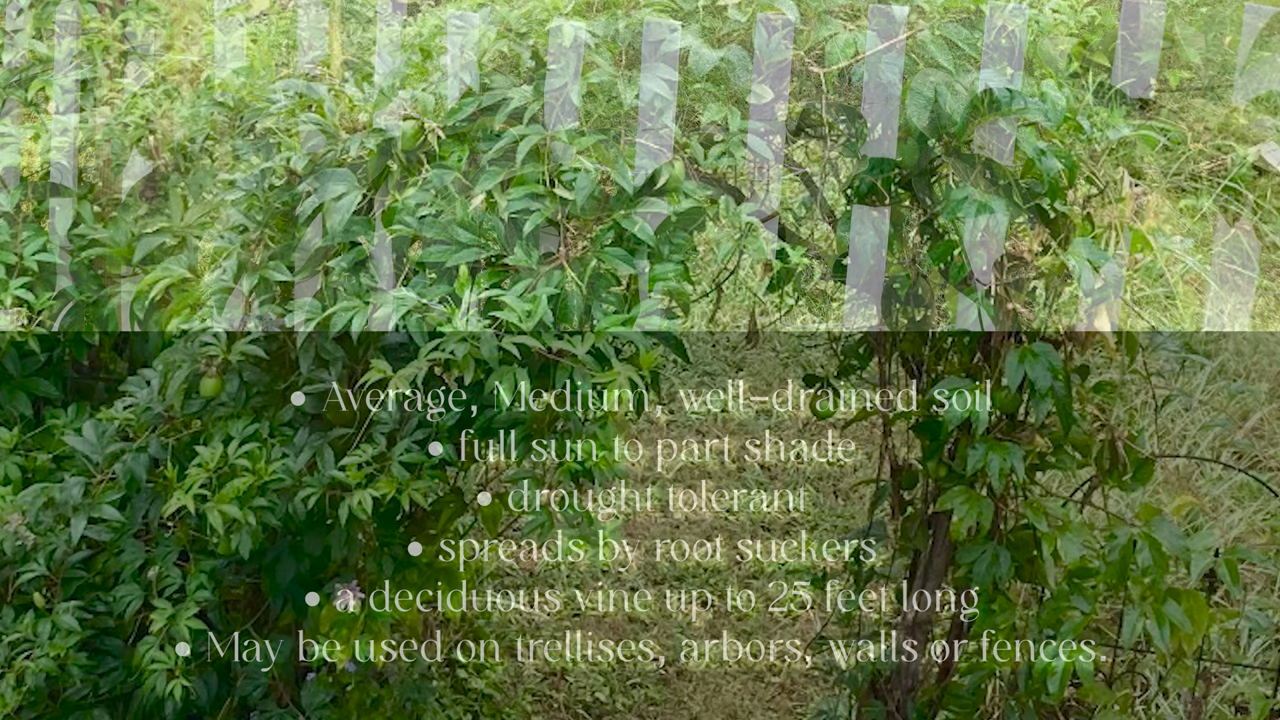 • Average, Medium, well-drained soil
• full sun to part shade
• drought tolerant
• spreads by root suckers
• a deciduous vine up to 25 feet long
• May be used on trellises, arbors, walls or fences.